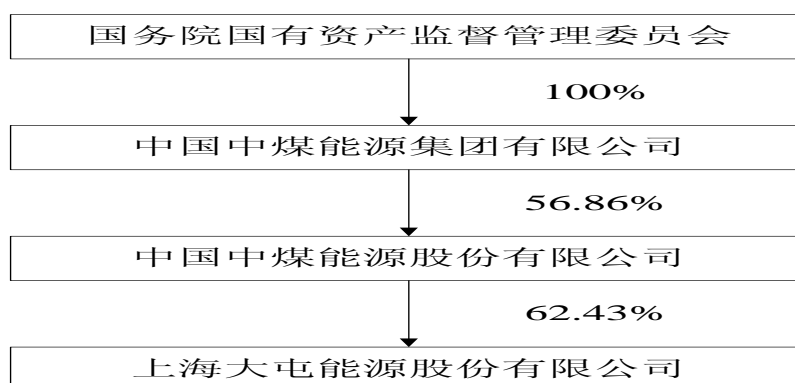 国务院国有资产监督管理委员会
100%
中国中煤能源集团有限公司
56.86%
中国中煤能源股份有限公司
62.43%
上海大屯能源股份有限公司